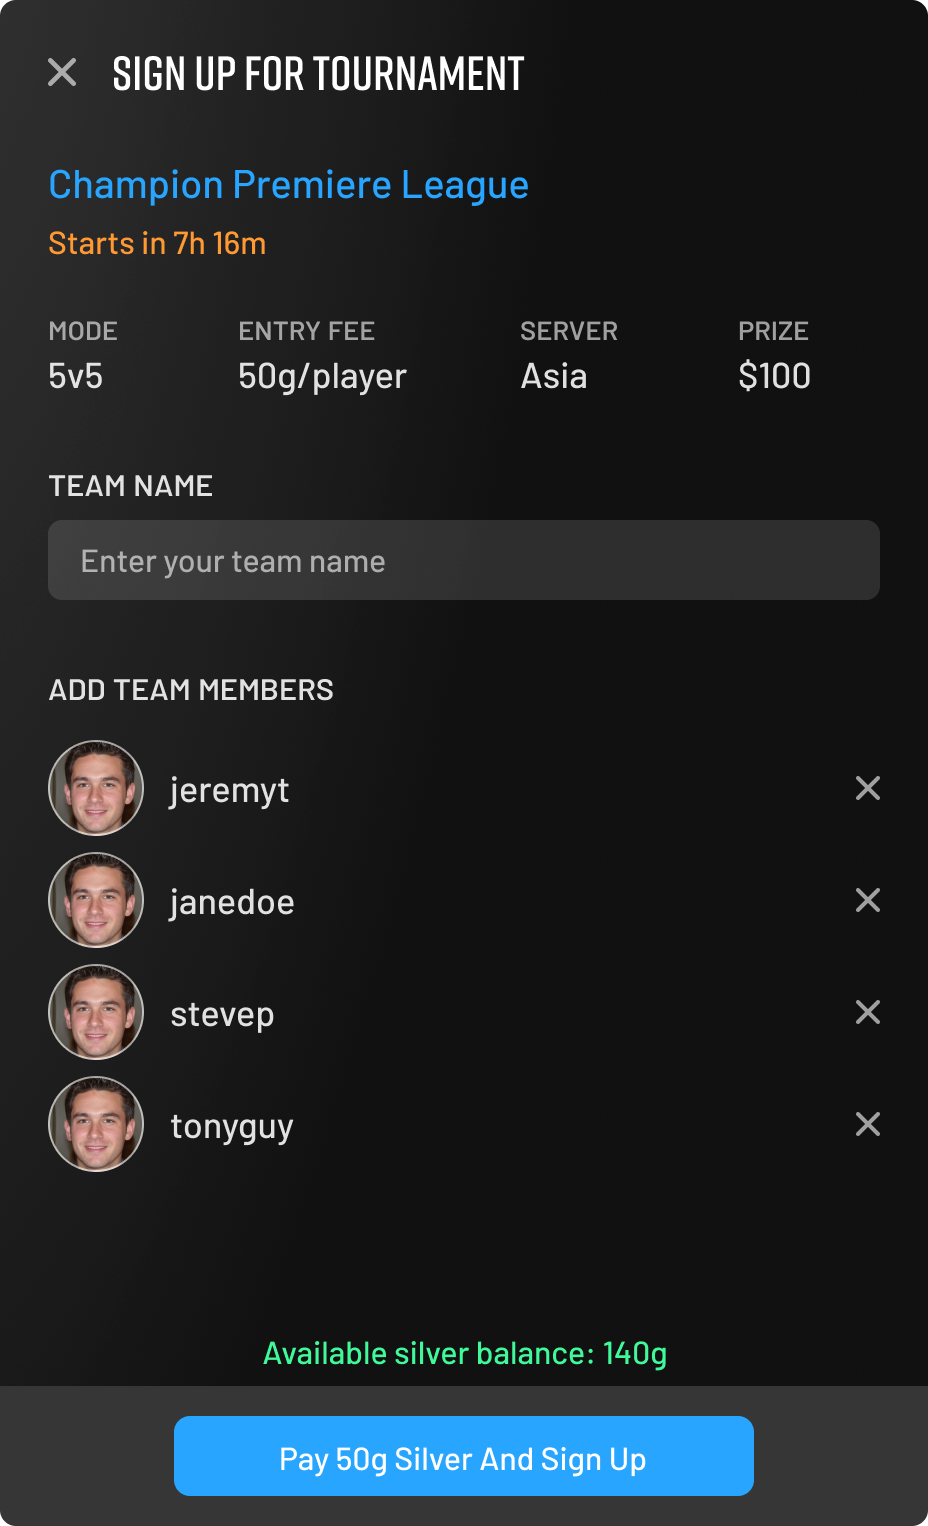 SIGN UP FOR TOURNAMENT
Champion Premiere League
Starts in 7h 16m
MODE ENTRY FEE SERVER PRIZE
5v5 50g/player Asia $100
TEAM NAME
Enter your team name
ADD TEAM MEMBERS
jeremyt
janedoe
stevep
tonyguy
Available silver balance: 140g
Pay 50g Silver And Sign Up